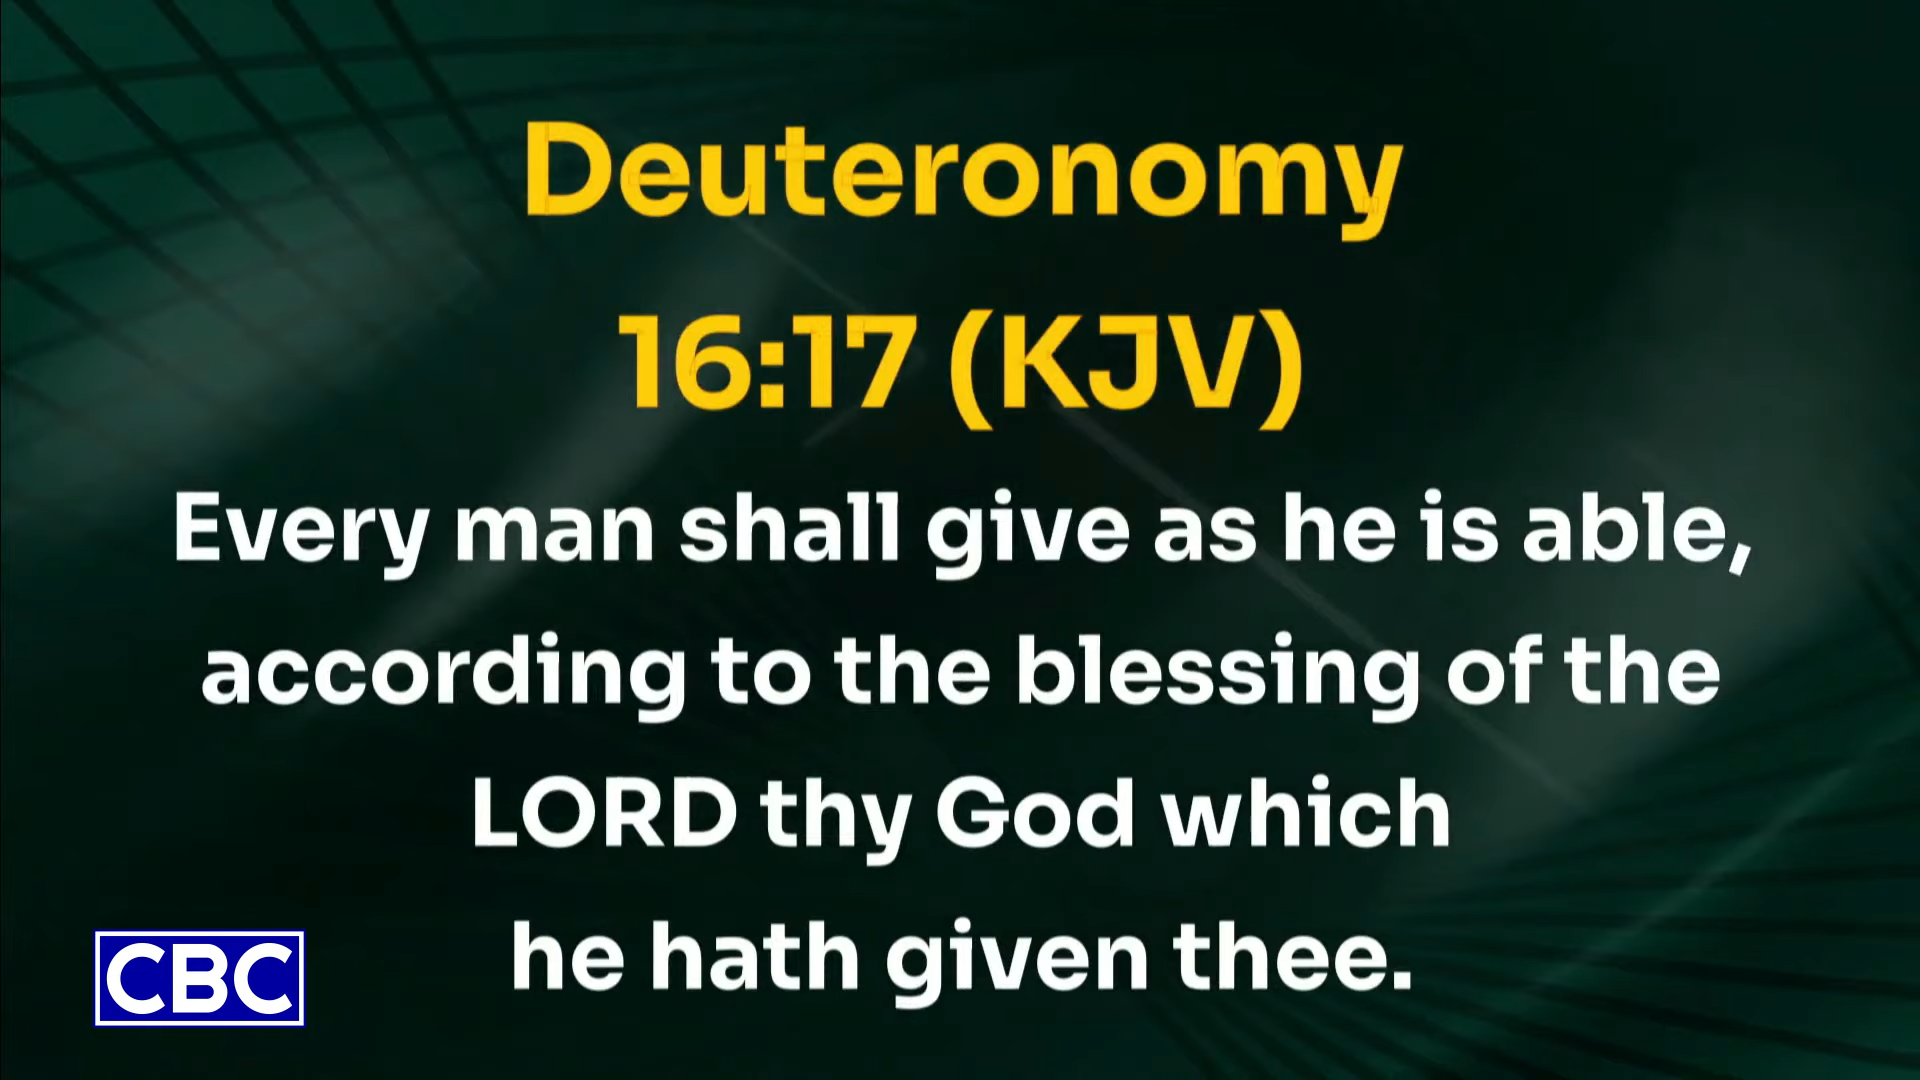 Deuteronomy
16:17 (KJV)
Every man shall give as he is able,
according to the blessing of the
LORD thy God which
he hath given thee.
CBC